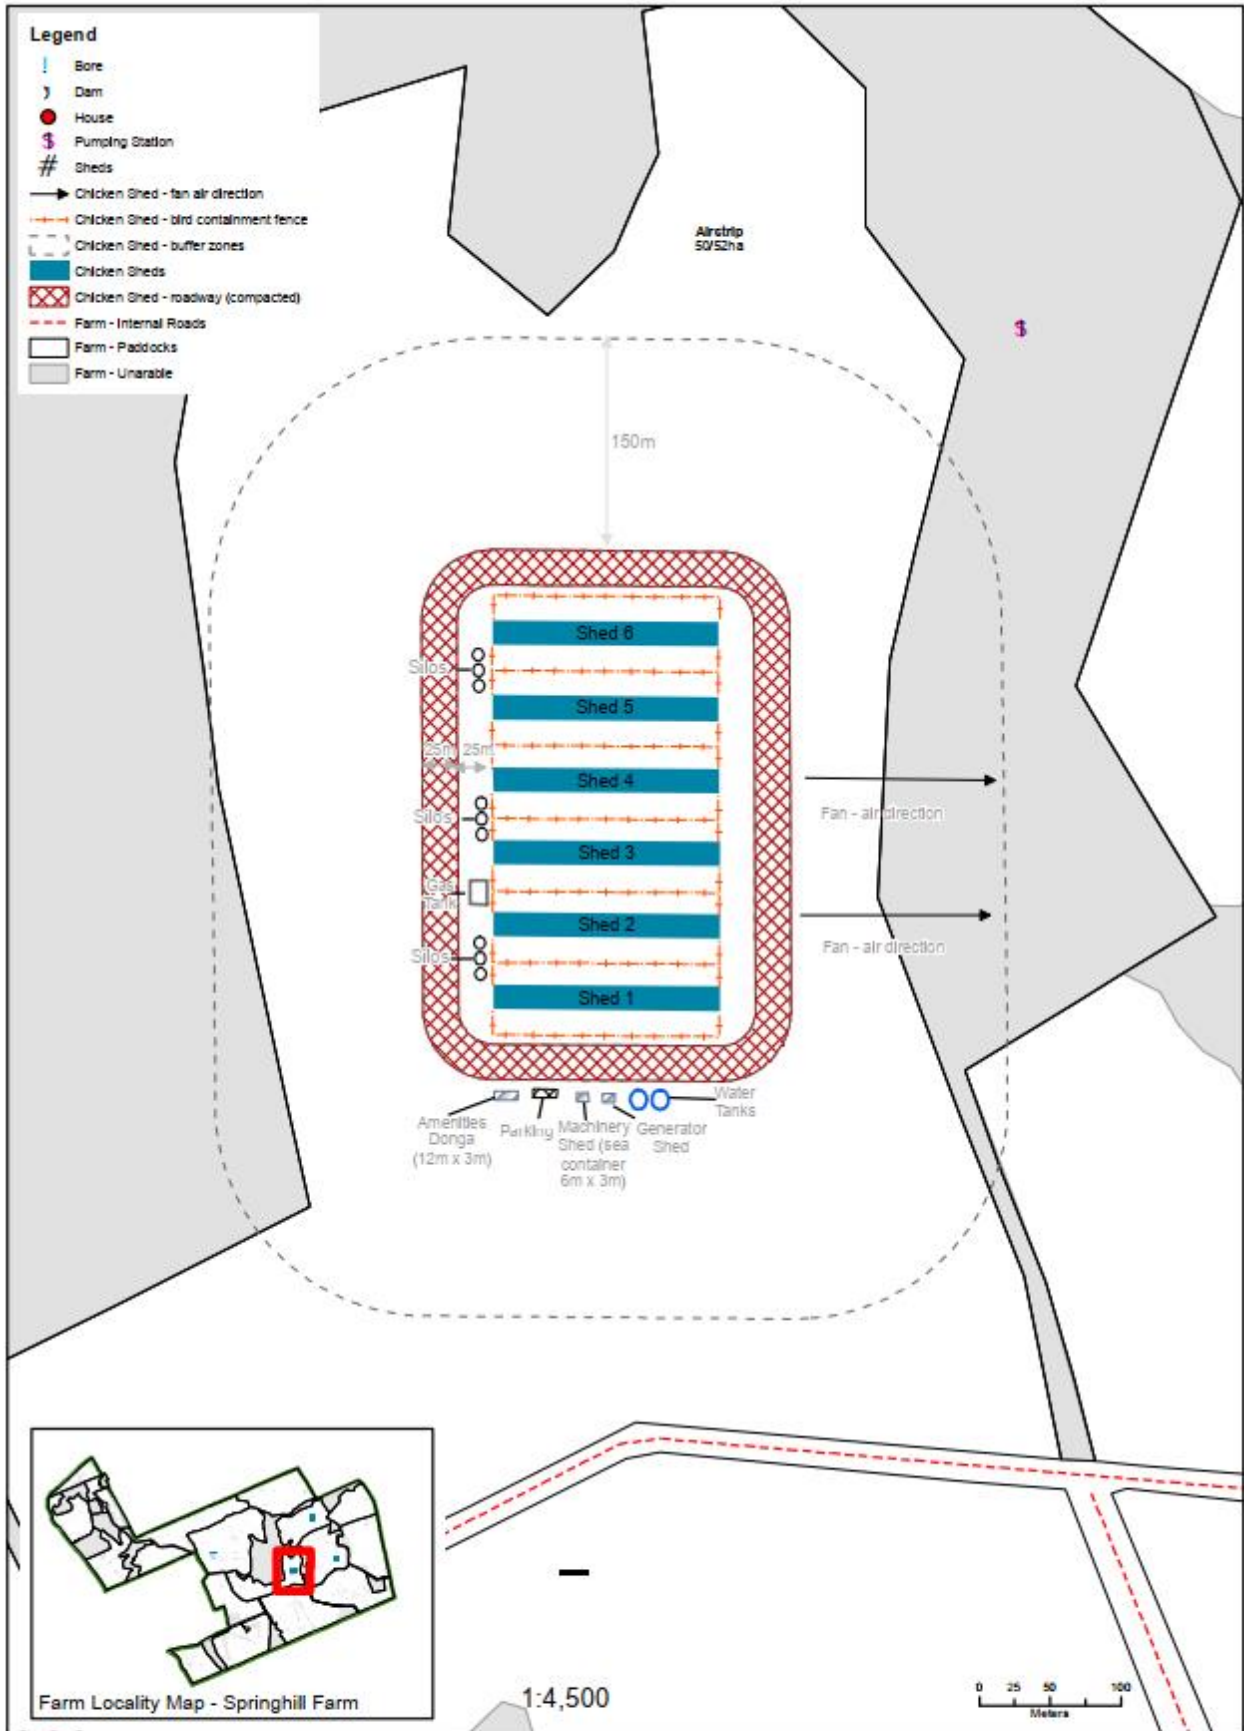 Legend
Bore
Dam
House
$ Pumping Station
# Sheds
Chicken Shed - fan air direction
Chicken Shed - bird containment fence
Chicken Shed - buffer zones
Chicken Sheds
Chicken Shed - roadway (compacted)
Farm - Internal Roads
Farm - Paddocks
Farm - Unarable
Airstrip
50/52ha
$
150m
Shed 6
Silos
Shed 5
25m 25m
Shed 4
Fan - air direction
Silos
Shed 3
Gas
Tank
Shed 2
Fan - air direction
Silos
Shed 1
Amenities
Donga
(12m x 3m)
Parking
Machinery
Shed (sea
container
6m x 3m)
Generator
Shed
Water
Tanks
Farm Locality Map - Springhill Farm
1:4,500
0 25 50 100
Meters